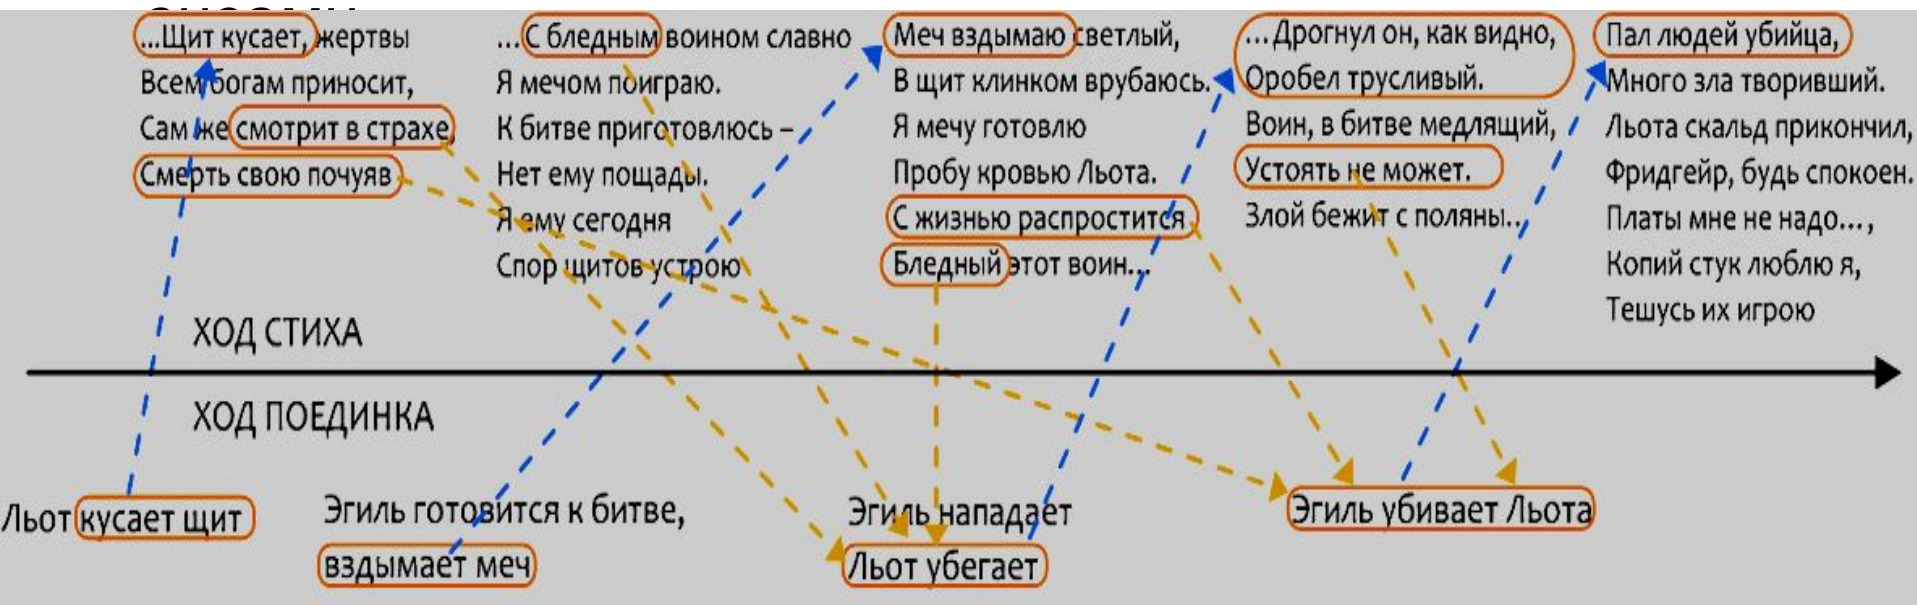 ...Щит кусает, жертвы
Всем богам приносит,
Сам же смотрит в страхе,
Смерть свою почуяв
...С бледным воином славно
Я мечом поиграю.
К битве приготовлюсь –
Нет ему пощады.
Я ему сегодня
Спор щитов устрою
Меч вздымаю светлый,
В щит клинком врубаюсь.
Я мечу готовлю
Пробу кровью Льота.
С жизнью распростится
Бледный этот воин...
...Дрогнул он, как видно,
Оробел трусливый.
Воин, в битве медлящий,
Устоять не может.
Злой бежит с поляны...
Пал людей убийца,
Много зла творивший.
Льота скальд прикончил,
Фридгейр, будь спокоен.
Платы мне не надо...,
Копий стук люблю я,
Тешусь их игрою
ХОД СТИХА
ХОД ПОЕДИНКА
Льот кусает щит
Эгиль готовится к битве,
вздымает меч
Эгиль нападает
Льот убегает
Эгиль убивает Льота